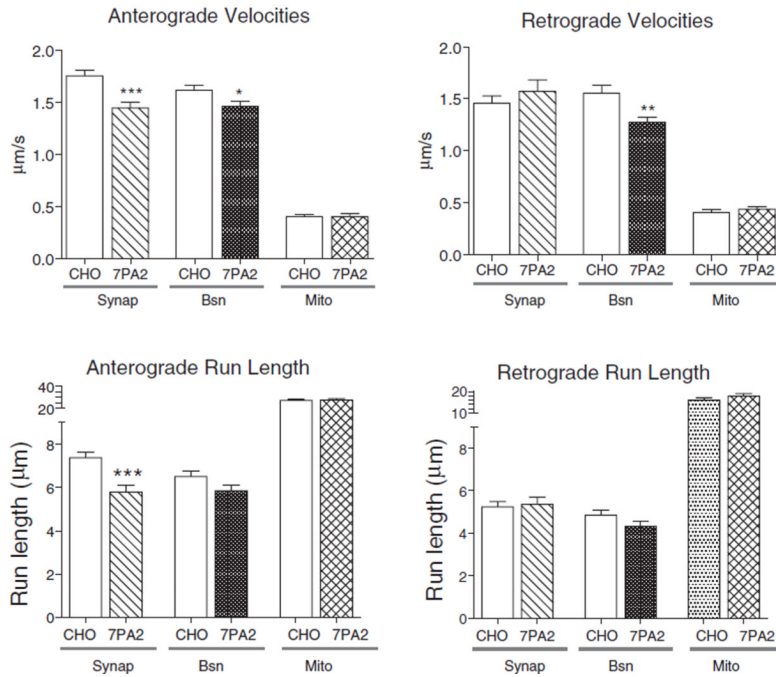 Anterograde Velocities
2.0
1.5
1.0
0.5
0.0
μm/s
***
*
CHO 7PA2 CHO 7PA2 CHO 7PA2
Synap Bsn Mito
Retrograde Velocities
2.0
1.5
1.0
0.5
0.0
μm/s
**
CHO 7PA2 CHO 7PA2 CHO 7PA2
Synap Bsn Mito
Anterograde Run Length
40
20
8
6
4
2
0
Run length (μm)
***
CHO 7PA2 CHO 7PA2 CHO 7PA2
Synap Bsn Mito
Retrograde Run Length
20
10
8
6
4
2
0
Run length (μm)
CHO 7PA2 CHO 7PA2 CHO 7PA2
Synap Bsn Mito